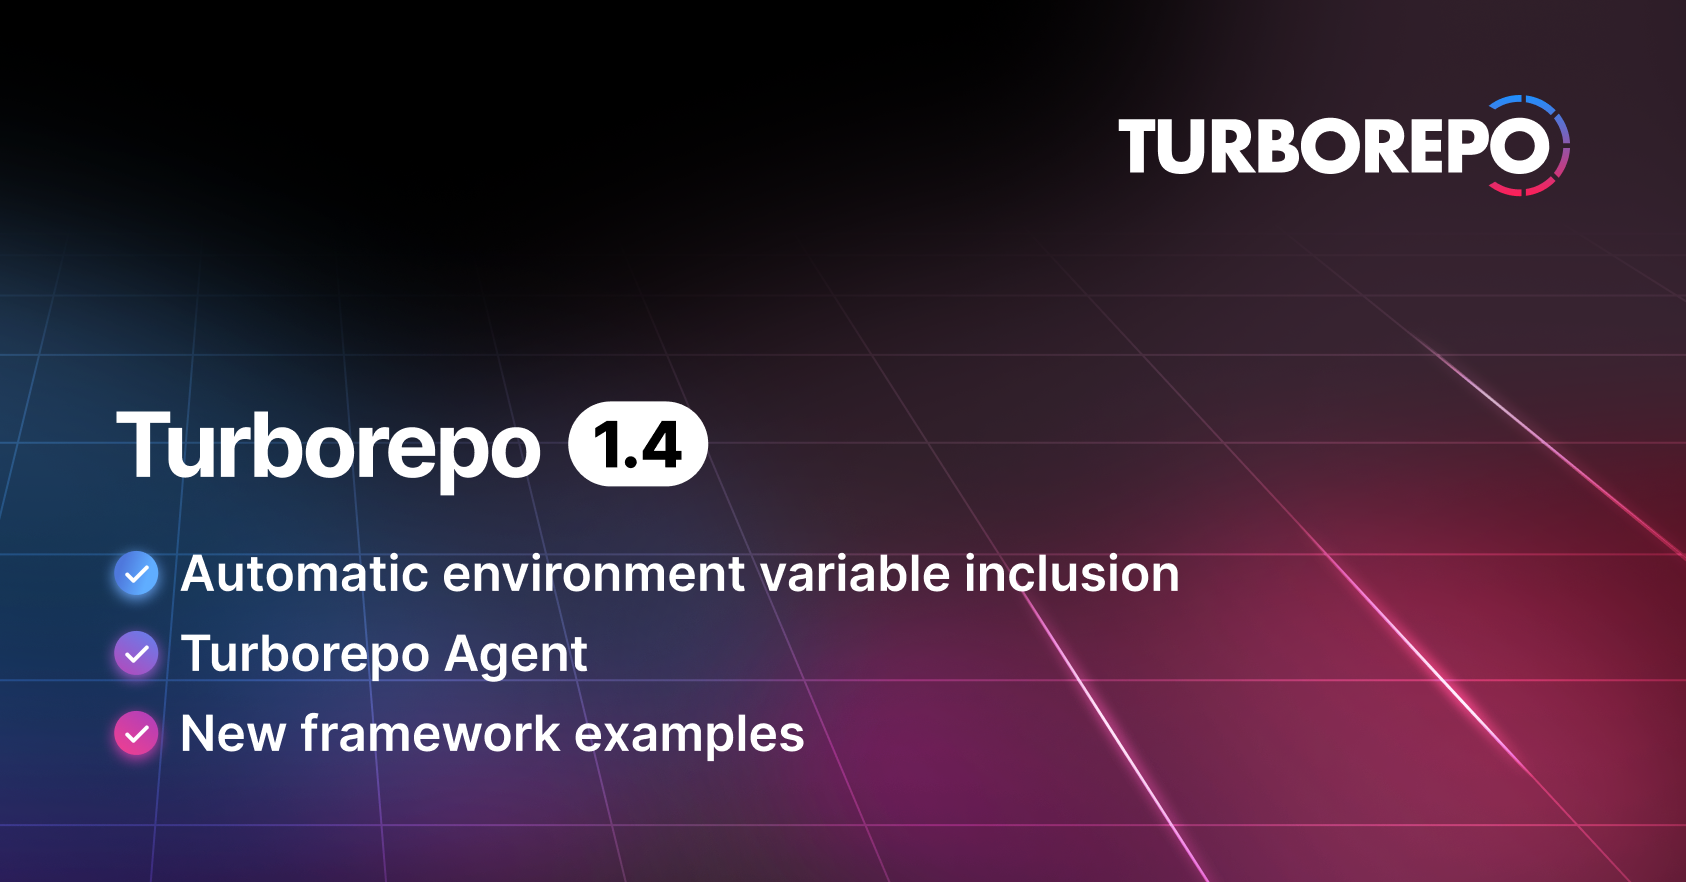 TURBOREPO
Turborepo 1.4
Automatic environment variable inclusion
Turborepo Agent
New framework examples